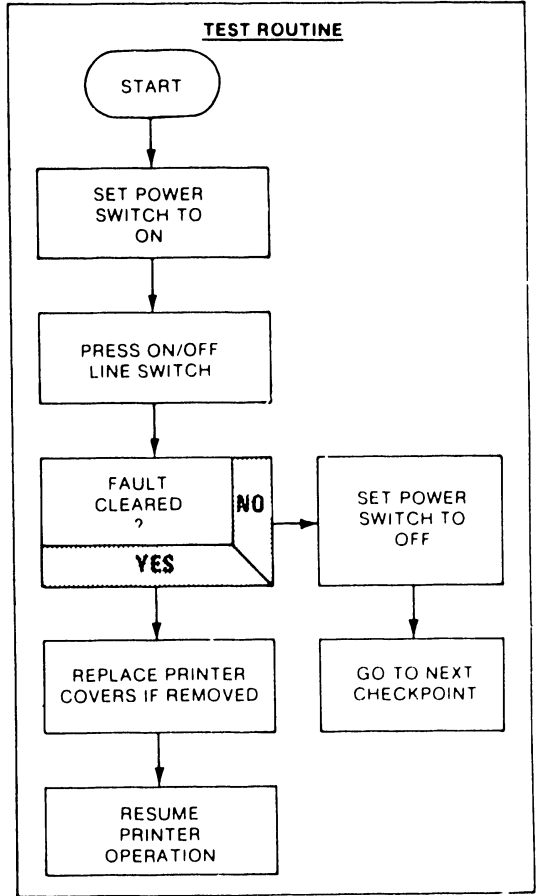 TEST ROUTINE
START
SET POWER
SWITCH TO
ON
PRESS ON/OFF
LINE SWITCH
FAULT
CLEARED
?
NO
YES
SET POWER
SWITCH TO
OFF
REPLACE PRINTER
COVERS IF REMOVED
GO TO NEXT
CHECKPOINT
RESUME
PRINTER
OPERATION